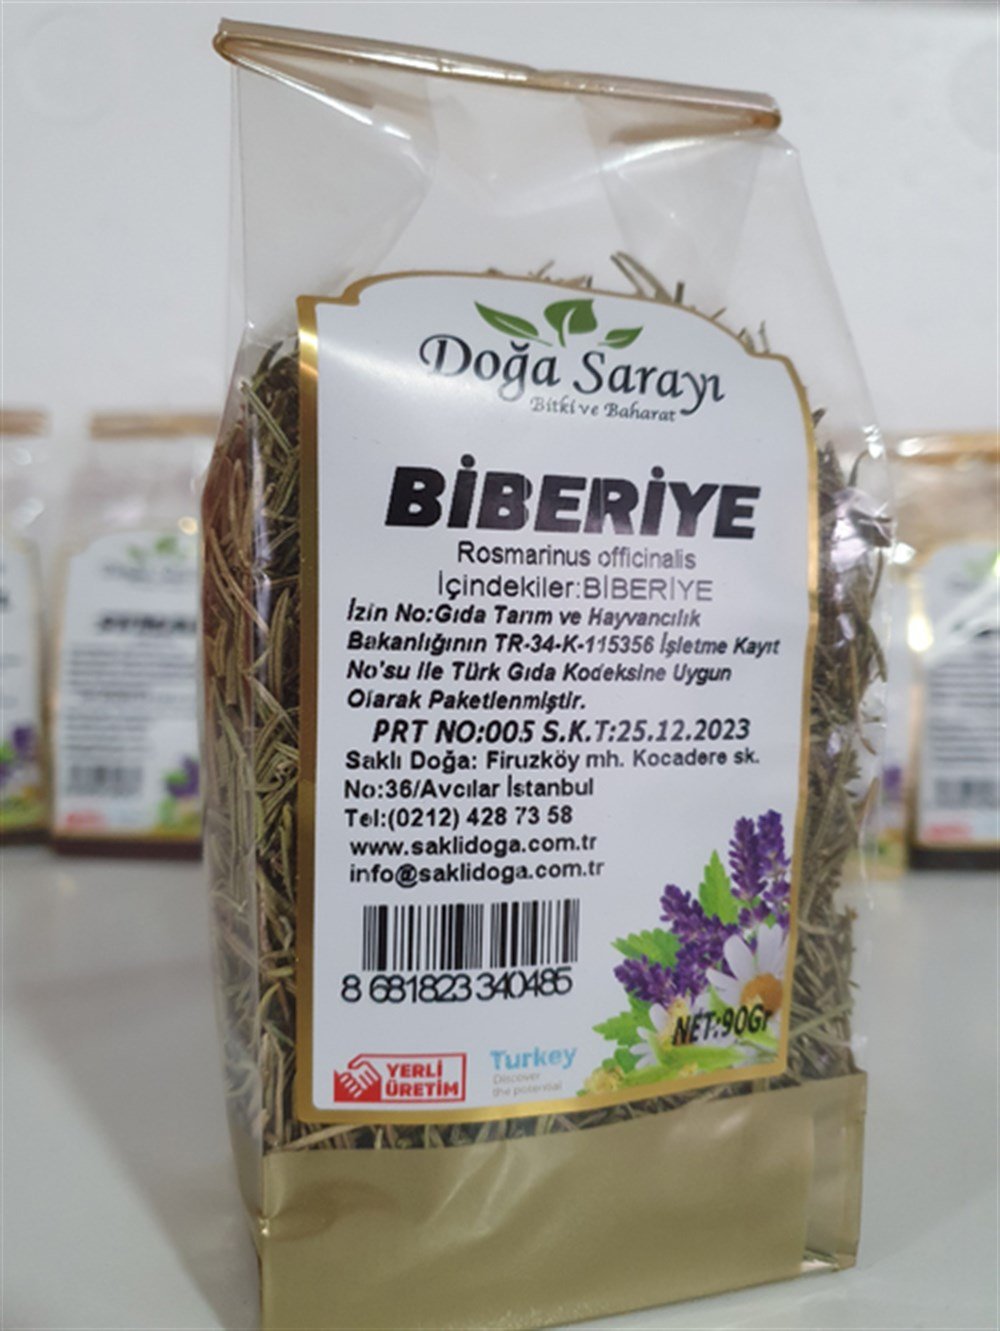 Doğa Sarayı
Bitki ve Baharat
BİBERİYE
Rosmarinus officinalis
İçindekiler:BİBERİYE
İzin No:Gıda Tarım ve Hayvancılık
Bakanlığının TR-34-K-115356 İşletme Kayıt
No'su ile Türk Gıda Kodeksine Uygun
Olarak Paketlenmiştir.
PRT NO:005 S.K.T:25.12.2023
Saklı Doğa: Firuzköy mh. Kocadere sk.
No:36/Avcılar İstanbul
Tel:(0212) 428 73 58
www.saklidoga.com.tr
info@saklidoga.com.tr
8 681823 340485
NET:90Gr
YERLİ
ÜRETİM
Turkey
Discover
the potential